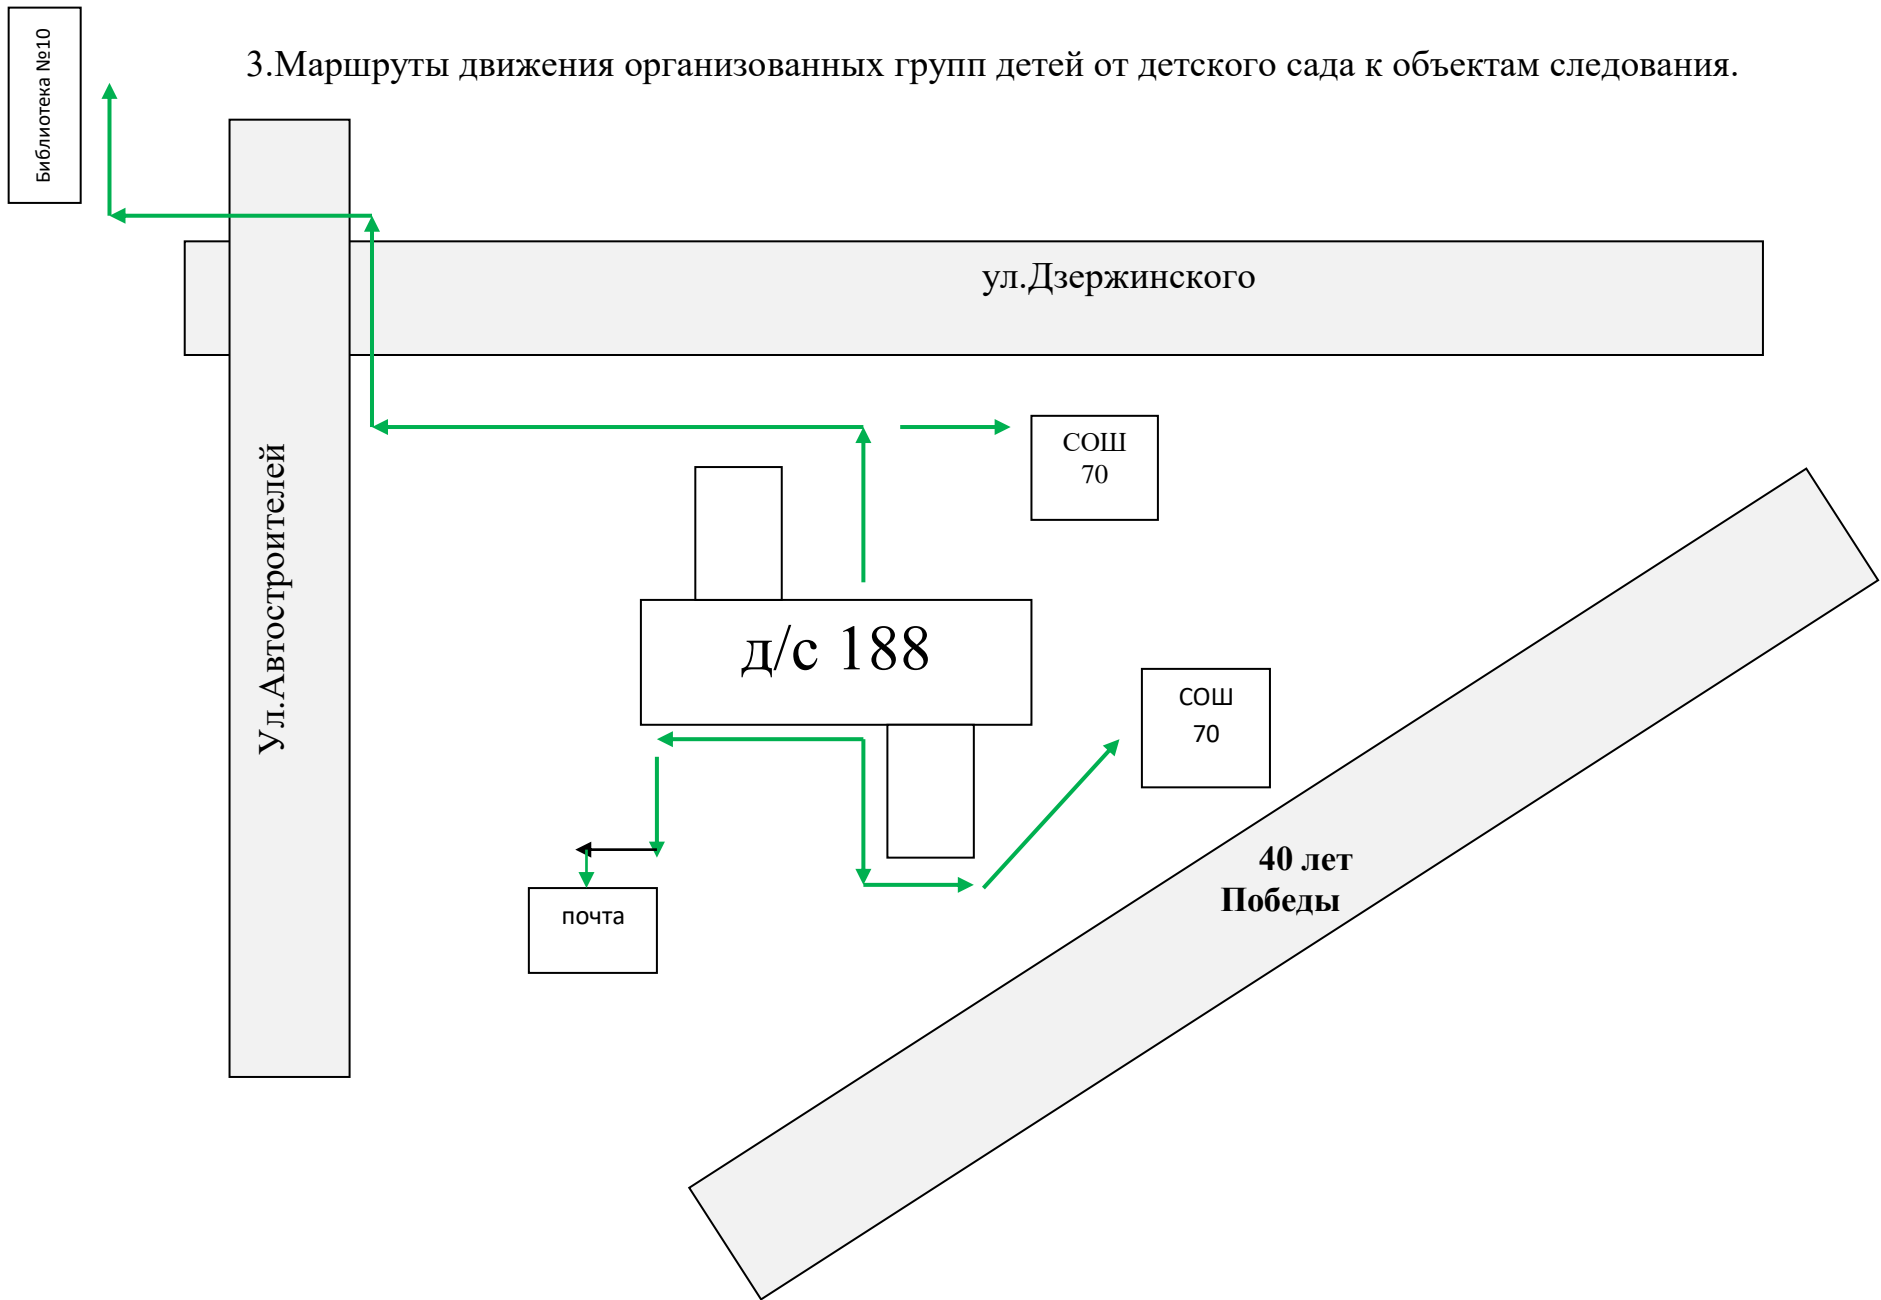 Библиотека №10
3.Маршруты движения организованных групп детей от детского сада к объектам следования.
ул.Дзержинского
Ул.Автостроителей
СОШ
70
д/с 188
СОШ
70
40 лет
Победы
почта